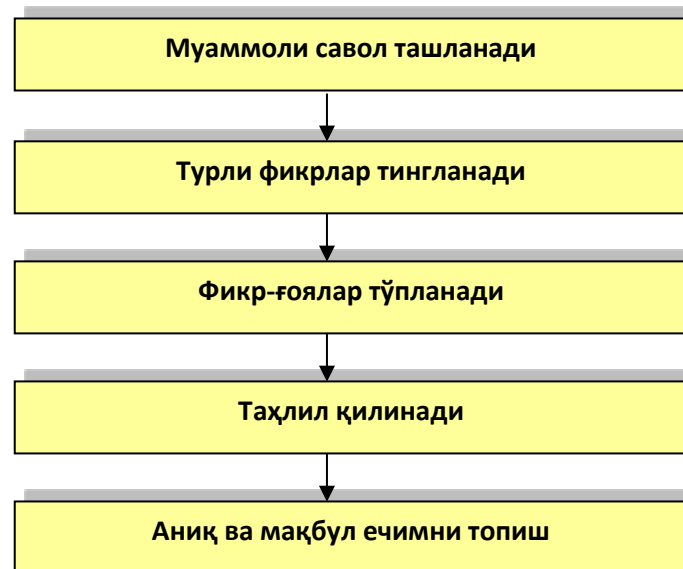 Муаммоли савол ташланади
Турли фикрлар тингланади
Фикр-ғоялар тўпланади
Таҳлил қилинади
Аниқ ва мақбул ечимни топиш